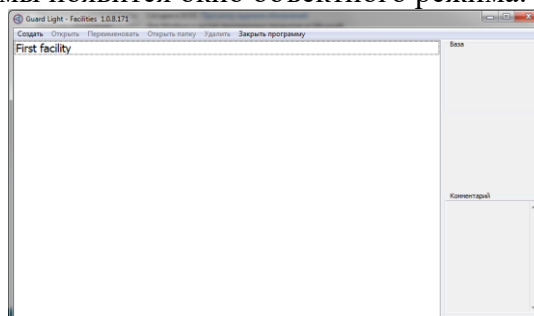 мы появится окно объектного режима.
Guard Light - Facilities 1.0.8.171
Создать Открыть Переименовать Открыть папку Удалить Закрыть программу
First facility
База
Комментарий